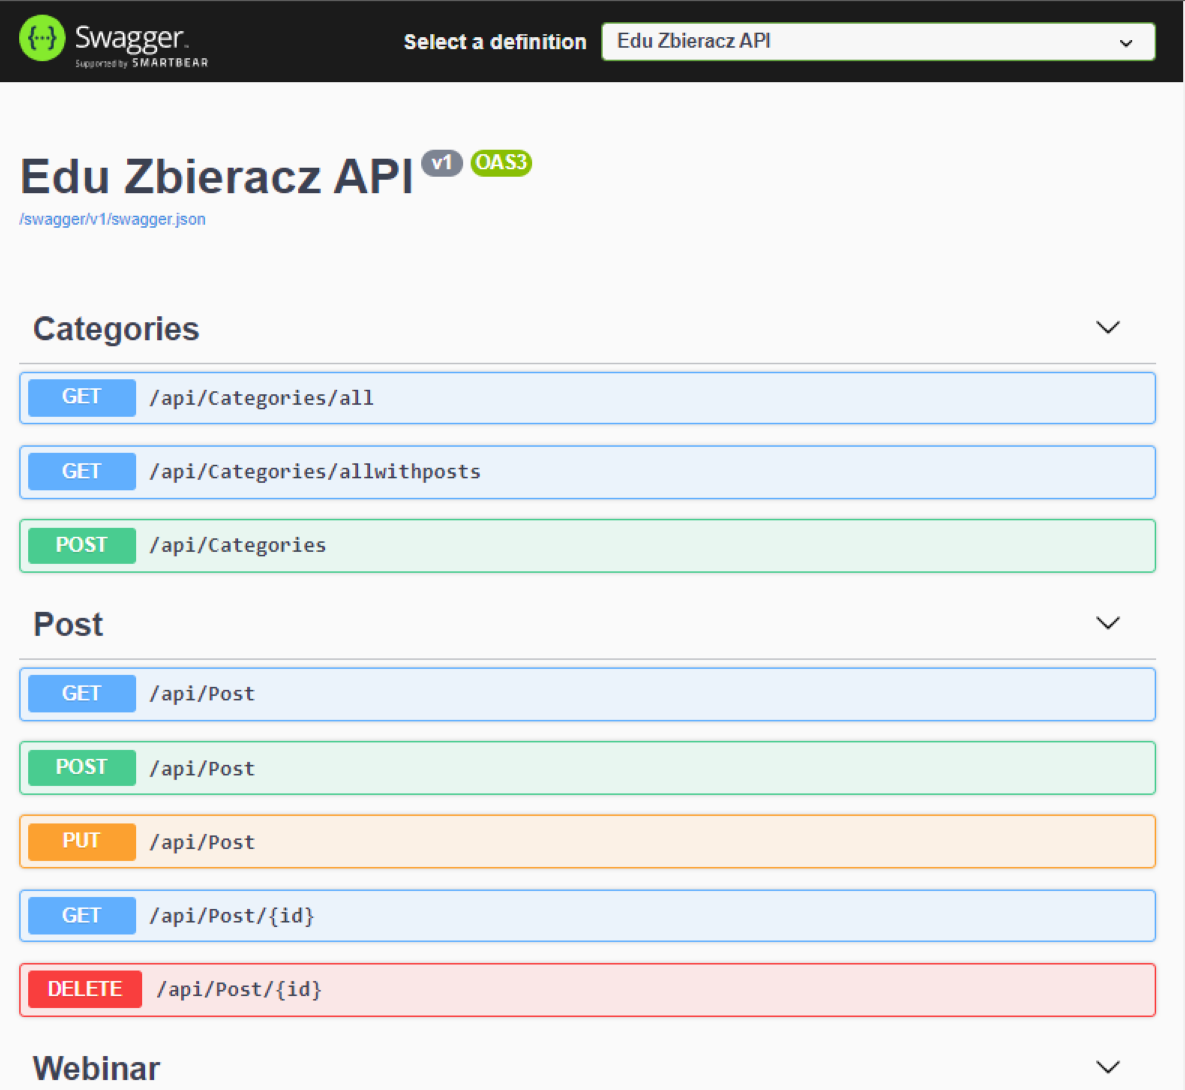 {...} Swagger
Supported by SMARTBEAR
Select a definition
Edu Zbieracz API
Edu Zbieracz API v1 OAS3
/swagger/v1/swagger.json
Categories
GET /api/Categories/all
GET /api/Categories/allwithposts
POST /api/Categories
Post
GET /api/Post
POST /api/Post
PUT /api/Post
GET /api/Post/{id}
DELETE /api/Post/{id}
Webinar